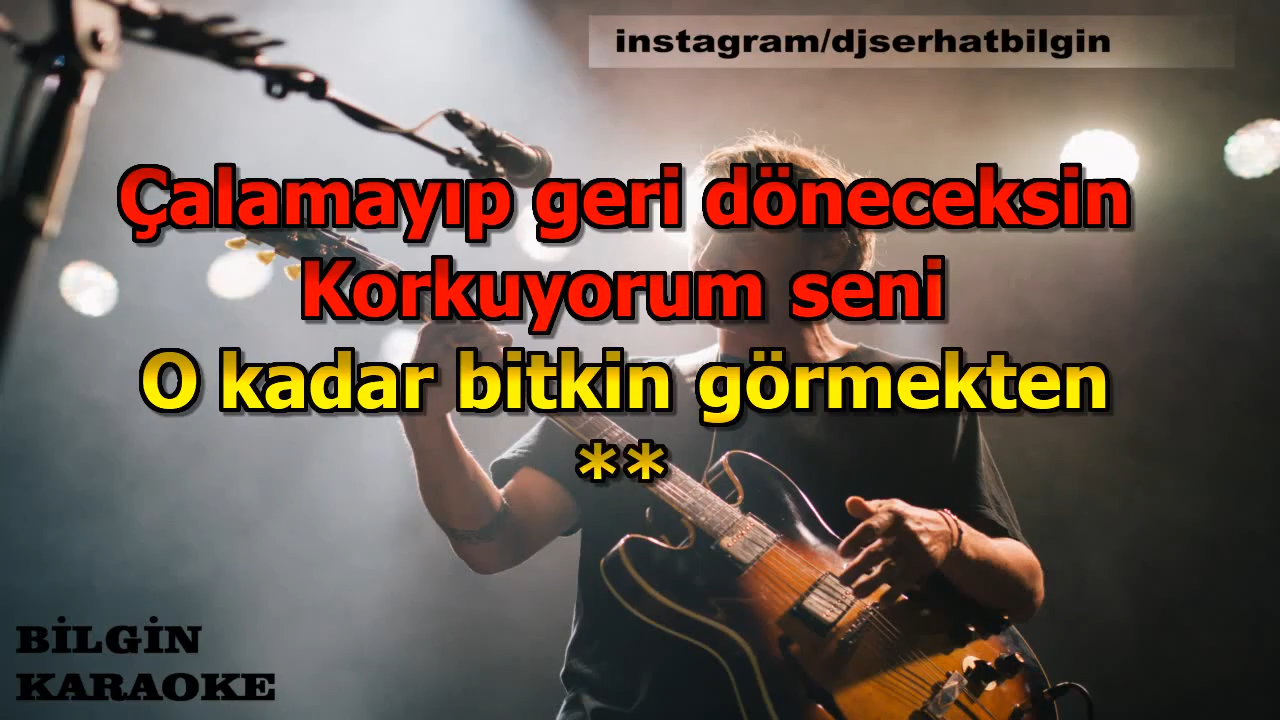 instagram/djserhatbilgin
Çalamayıp geri döneceksin
Korkuyorum seni
O kadar bitkin görmekten
**
BİLGİN
KARAOKE